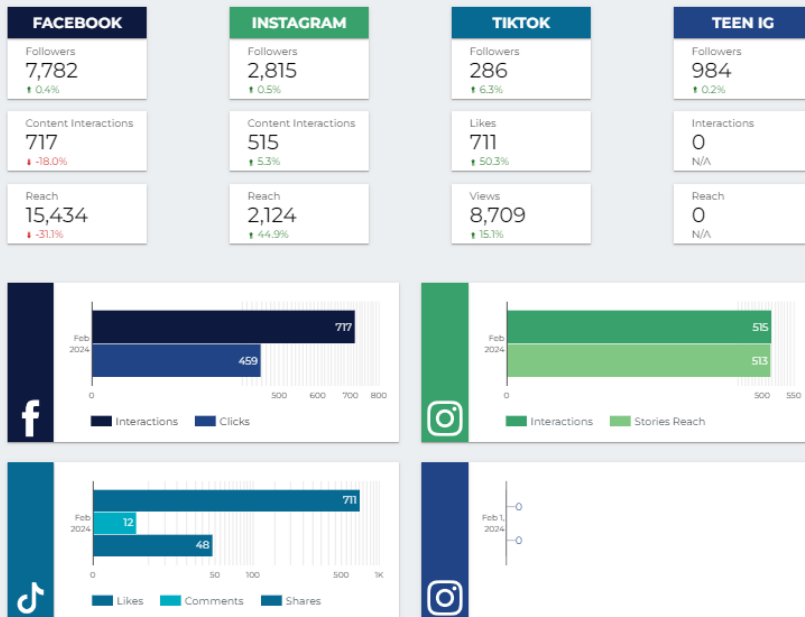 FACEBOOK
Followers
7,782
0.4%
Content Interactions
717
-18.0%
Reach
15,434
-31.1%
INSTAGRAM
Followers
2,815
0.5%
Content Interactions
515
5.3%
Reach
2,124
44.9%
TIKTOK
Followers
286
6.3%
Likes
711
50.3%
Views
8,709
15.1%
TEEN IG
Followers
984
0.2%
Interactions
0
N/A
Reach
0
N/A
717
Feb
2024
459
0 500 600 700 800
Interactions Clicks
515
Feb
2024
513
0 500 550
Interactions Stories Reach
711
Feb
2024
12
48
0 50 100 500 1K
Likes Comments Shares
0
Feb 1,
2024
0